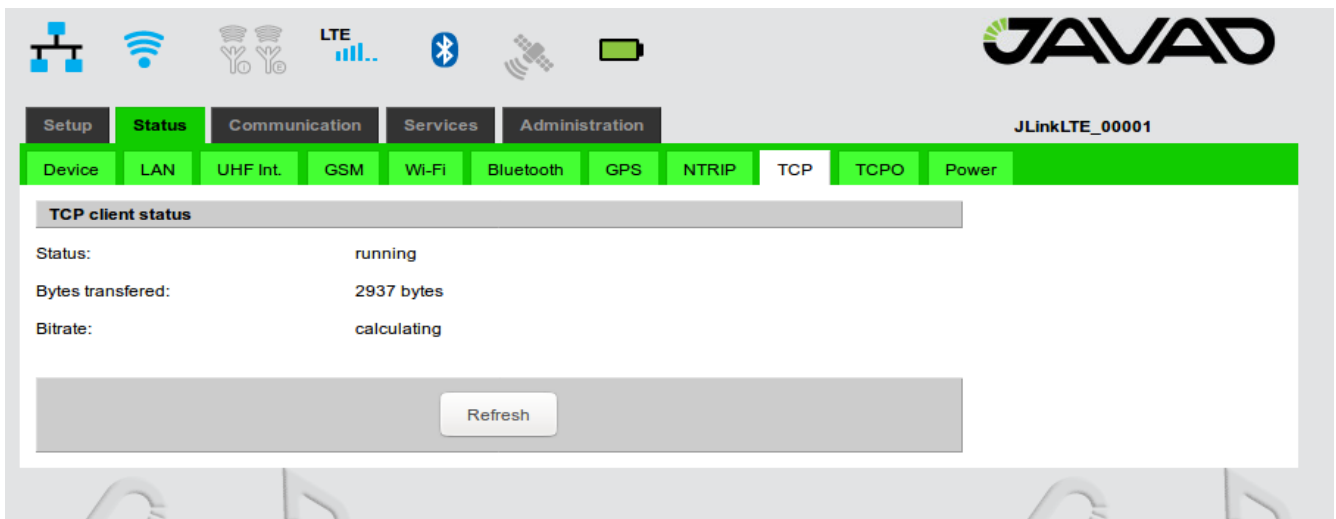 LTE
JAVAD
Setup Status Communication Services Administration JLinkLTE_00001
Device LAN UHF Int. GSM Wi-Fi Bluetooth GPS NTRIP TCP TCPO Power
TCP client status
Status: running
Bytes transfered: 2937 bytes
Bitrate: calculating
Refresh